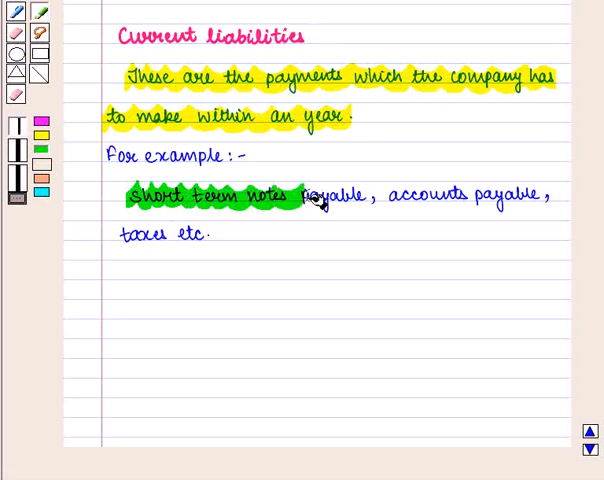 Current liabilities
These are the payments which the company has
to make within an year.
For example:-
Short term notes payable, accounts payable,
taxes etc.